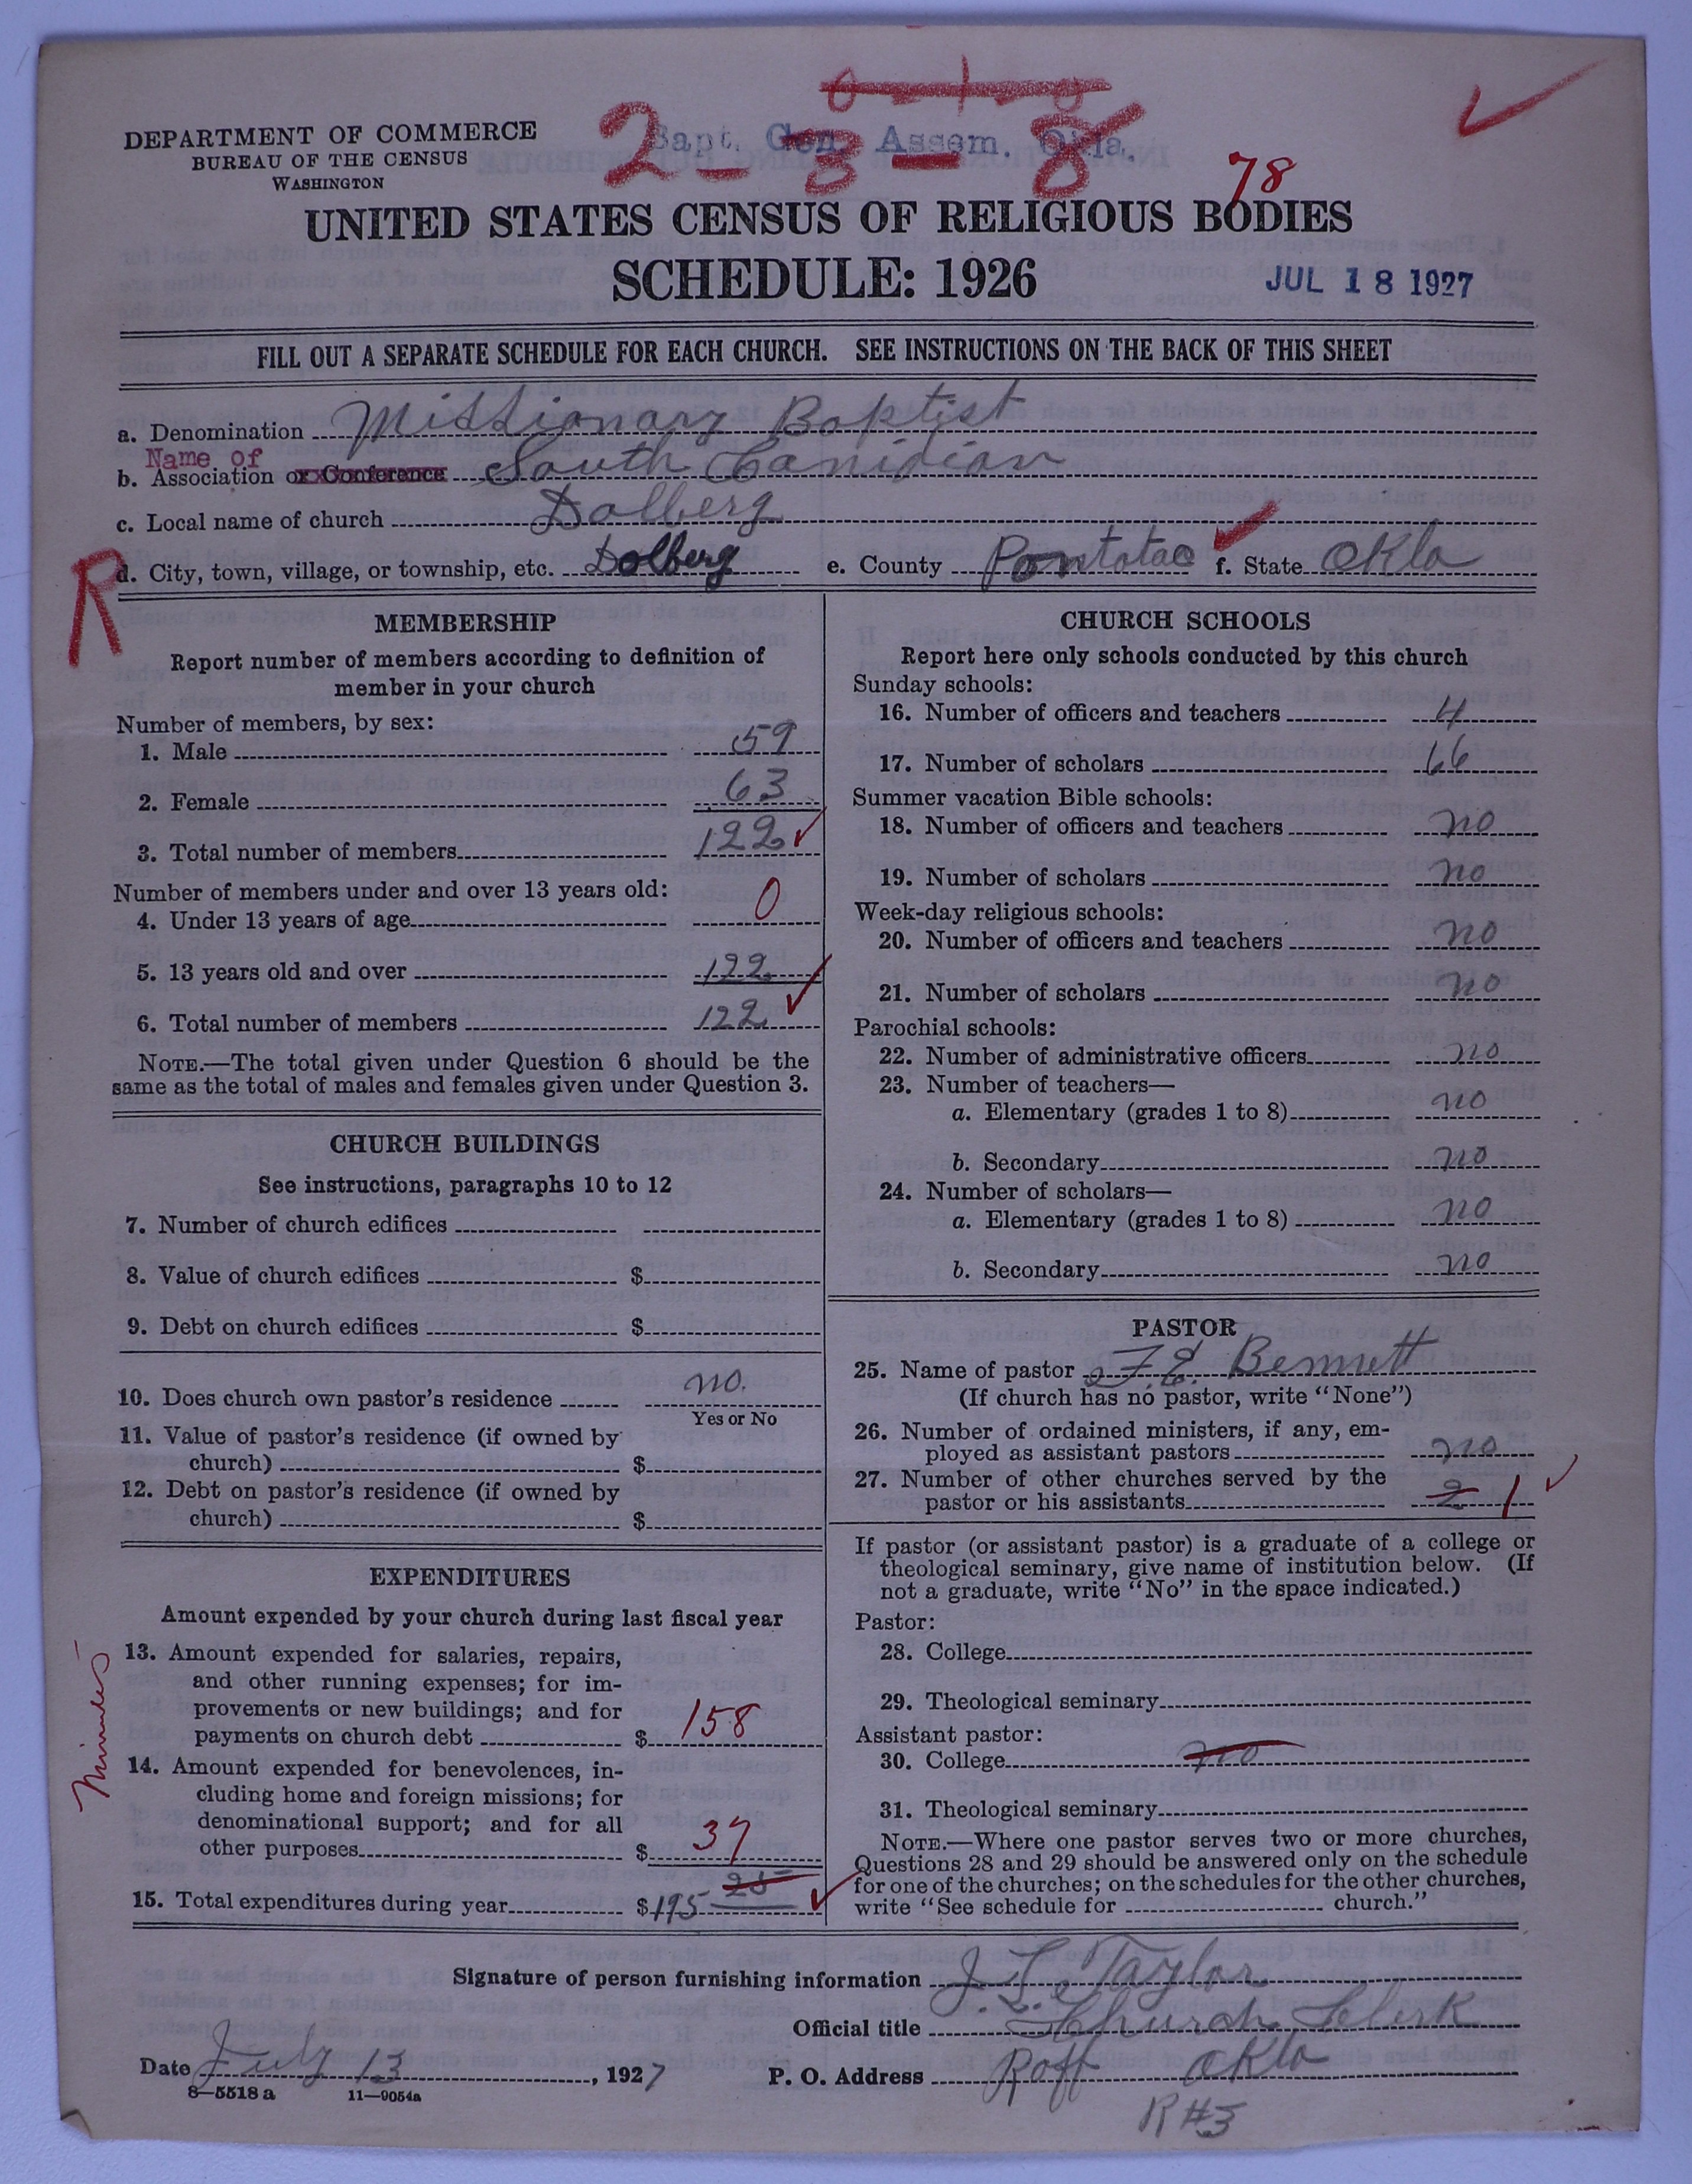 0-1-8
Bapt. Gen. Assem. Okla.
2-3-8
78
DEPARTMENT OF COMMERCE
BUREAU OF THE CENSUS
WASHINGTON
UNITED STATES CENSUS OF RELIGIOUS BODIES
SCHEDULE: 1926
JUL 18 1927
FILL OUT A SEPARATE SCHEDULE FOR EACH CHURCH. SEE INSTRUCTIONS ON THE BACK OF THIS SHEET
a. Denomination Missionary Baptist
Name of
b. Association or Conference South Canidian
c. Local name of church Dolberg
R
d. City, town, village, or township, etc. Dolberg e. County Pontotac f. State Okla
MEMBERSHIP
Report number of members according to definition of
member in your church
Number of members, by sex:
1. Male 59
2. Female 63
3. Total number of members 122
Number of members under and over 13 years old:
4. Under 13 years of age 0
5. 13 years old and over 122
6. Total number of members 122
NOTE.—The total given under Question 6 should be the
same as the total of males and females given under Question 3.
CHURCH BUILDINGS
See instructions, paragraphs 10 to 12
7. Number of church edifices
8. Value of church edifices $
9. Debt on church edifices $
10. Does church own pastor's residence no.
Yes or No
11. Value of pastor's residence (if owned by
church) $
12. Debt on pastor's residence (if owned by
church) $
EXPENDITURES
Amount expended by your church during last fiscal year
Minutes
13. Amount expended for salaries, repairs,
and other running expenses; for im-
provements or new buildings; and for
payments on church debt $ 158
14. Amount expended for benevolences, in-
cluding home and foreign missions; for
denominational support; and for all
other purposes $ 37
25
15. Total expenditures during year $ 195
CHURCH SCHOOLS
Report here only schools conducted by this church
Sunday schools:
16. Number of officers and teachers 4
17. Number of scholars 66
Summer vacation Bible schools:
18. Number of officers and teachers no
19. Number of scholars no
Week-day religious schools:
20. Number of officers and teachers no
21. Number of scholars no
Parochial schools:
22. Number of administrative officers no
23. Number of teachers—
a. Elementary (grades 1 to 8) no
b. Secondary no
24. Number of scholars—
a. Elementary (grades 1 to 8) no
b. Secondary no
PASTOR
25. Name of pastor F.E. Bennett
(If church has no pastor, write "None")
26. Number of ordained ministers, if any, em-
ployed as assistant pastors no
27. Number of other churches served by the
pastor or his assistants 2 1
If pastor (or assistant pastor) is a graduate of a college or
theological seminary, give name of institution below. (If
not a graduate, write "No" in the space indicated.)
Pastor:
28. College
29. Theological seminary
Assistant pastor:
30. College no
31. Theological seminary
NOTE.—Where one pastor serves two or more churches,
Questions 28 and 29 should be answered only on the schedule
for one of the churches; on the schedules for the other churches,
write "See schedule for church."
Signature of person furnishing information J. L. Taylor
Official title Church Clerk
Date July 13, 1927 P. O. Address Roff Okla
8—5518 a 11—9054a
R#3